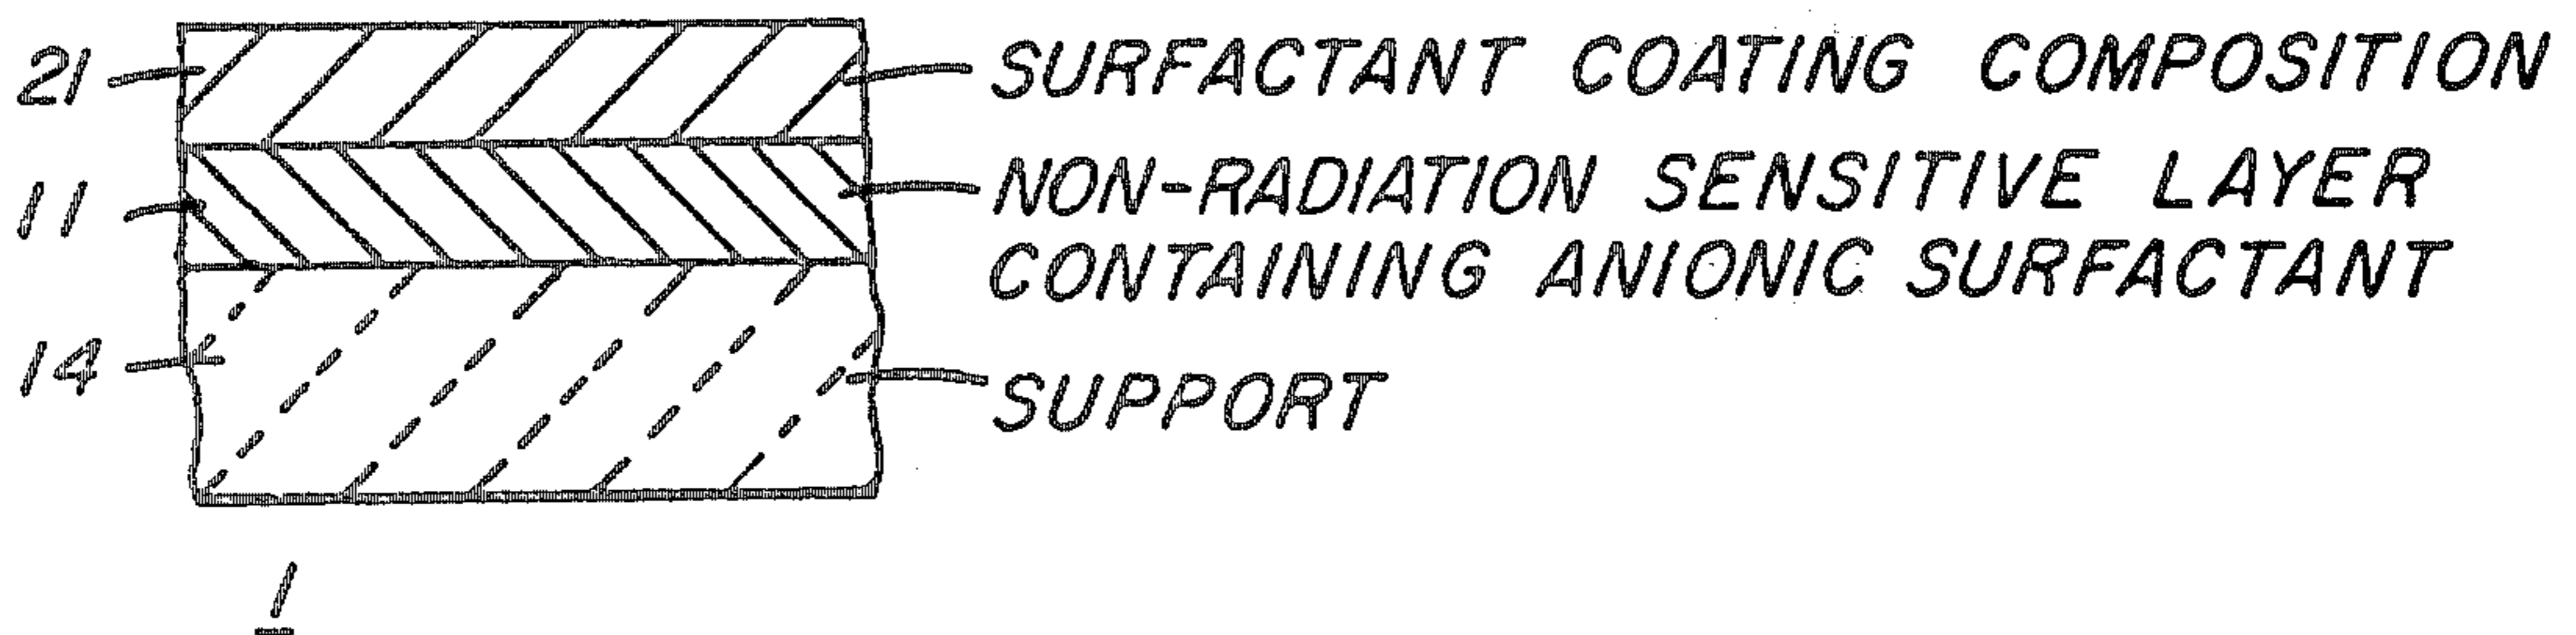 21 SURFACTANT COATING COMPOSITION
11 NON-RADIATION SENSITIVE LAYER
CONTAINING ANIONIC SURFACTANT
14 SUPPORT
1